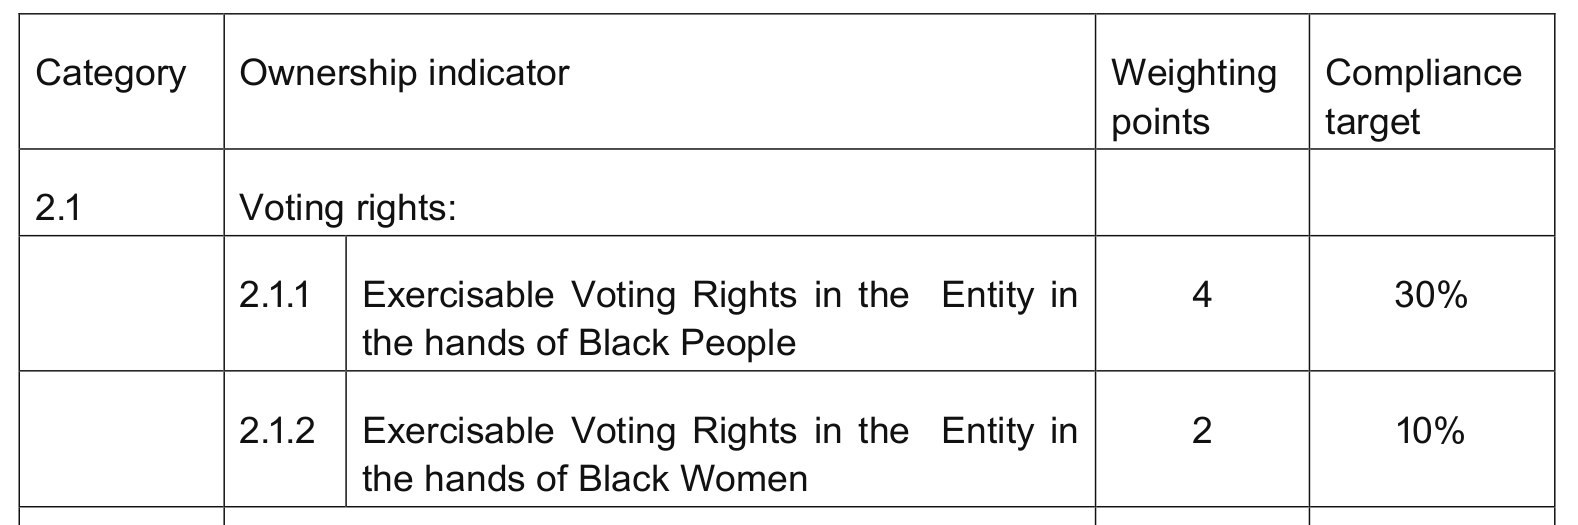 Category Ownership indicator Weighting points Compliance target
2.1 Voting rights:
2.1.1 Exercisable Voting Rights in the Entity in
the hands of Black People 4 30%
2.1.2 Exercisable Voting Rights in the Entity in
the hands of Black Women 2 10%